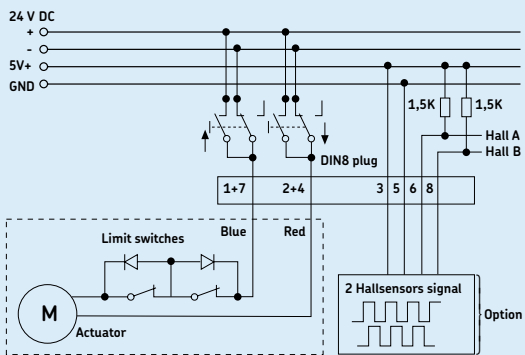 24 V DC
+
-
5V+
GND
1,5K
1,5K
Hall A
Hall B
DIN8 plug
1+7
2+4
3
5
6
8
Blue
Red
Limit switches
M
Actuator
2 Hallsensors signal
Option